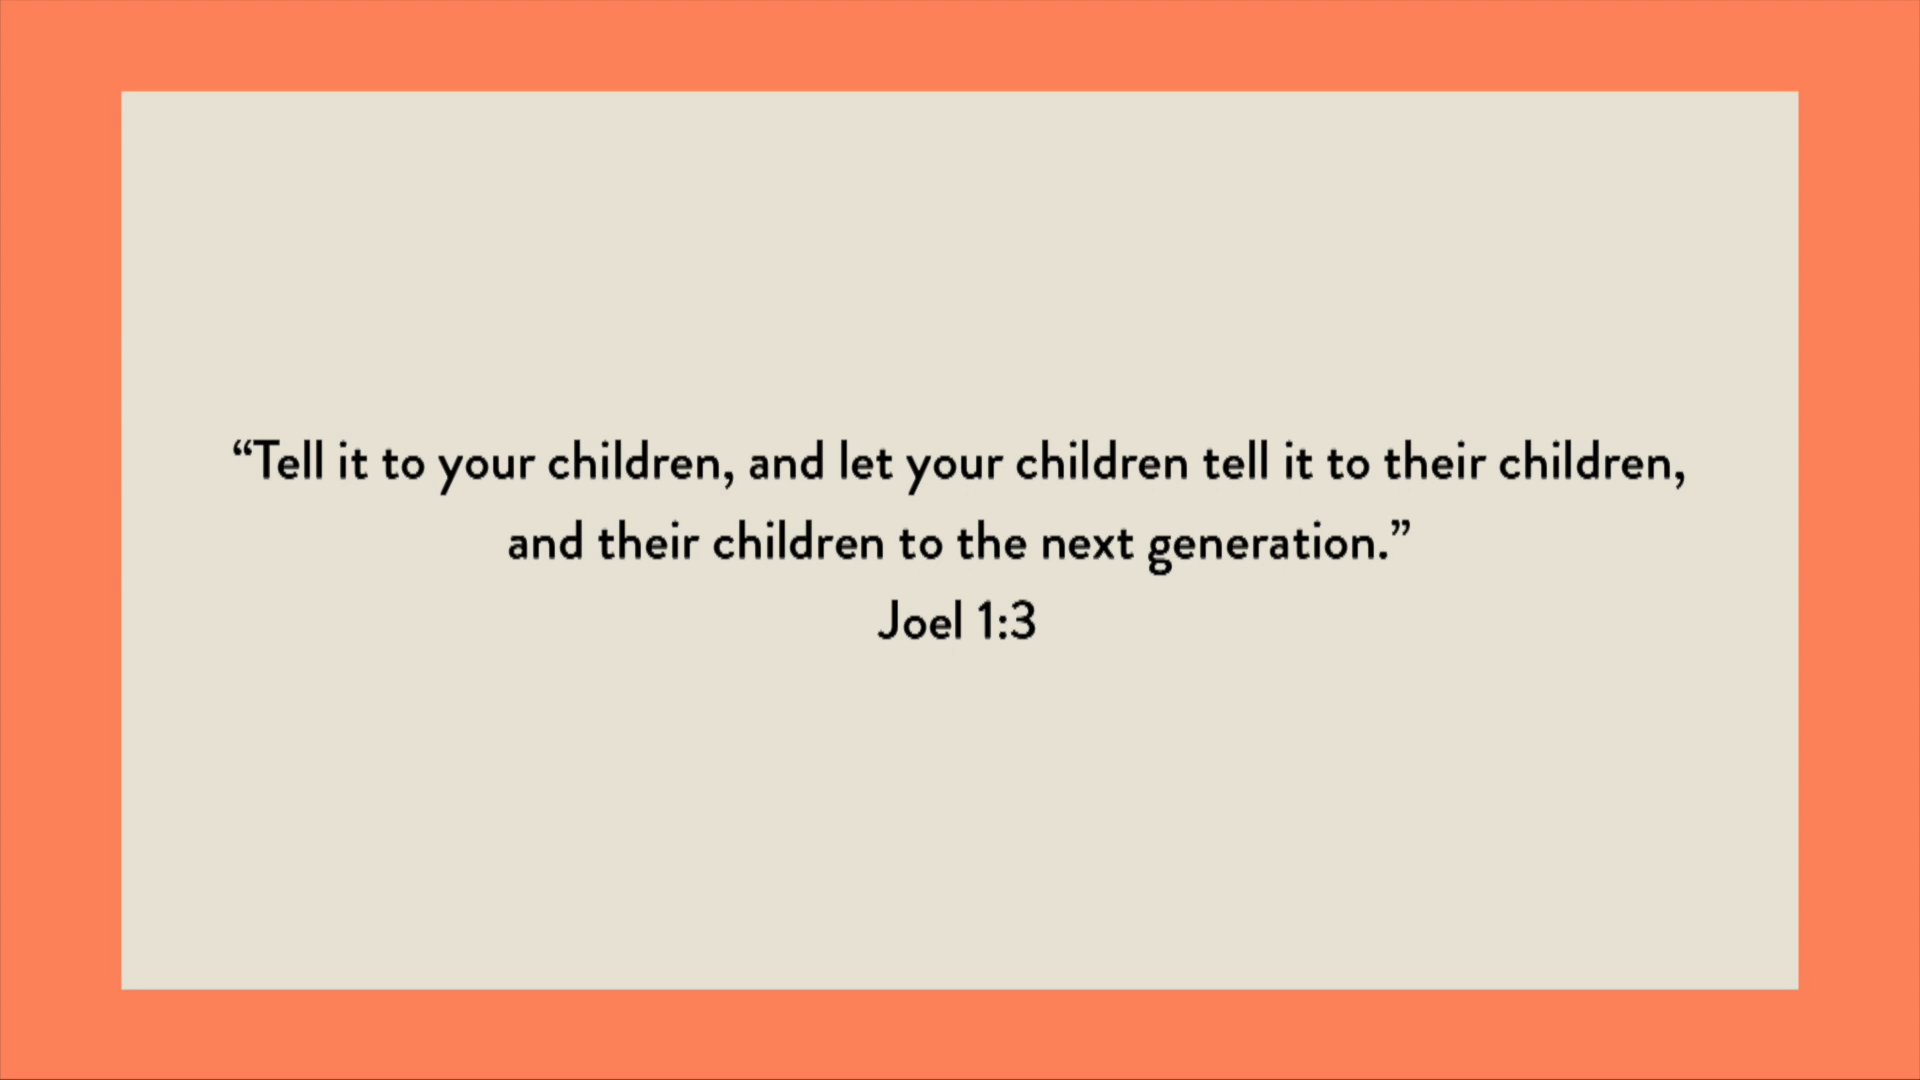 “Tell it to your children, and let your children tell it to their children,
and their children to the next generation.”
Joel 1:3